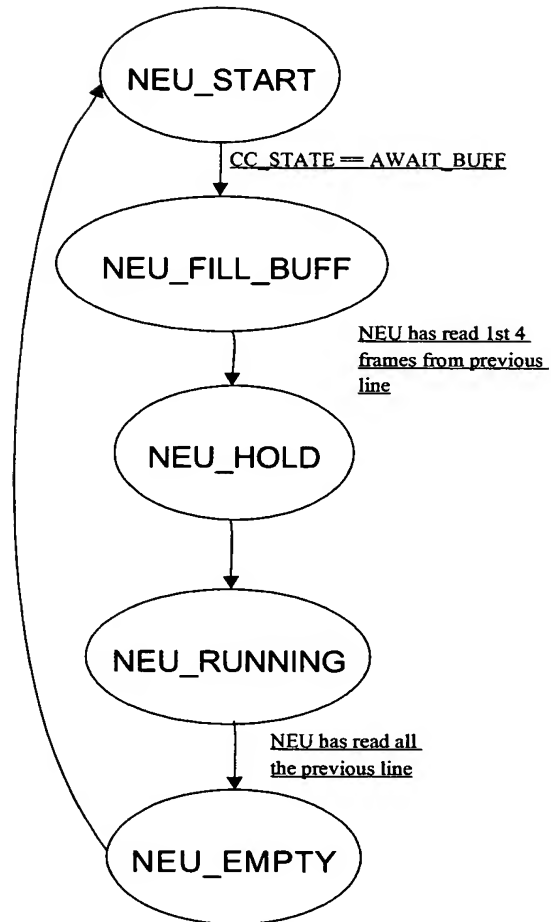 NEU_START
CC_STATE == AWAIT_BUFF
NEU_FILL_BUFF
NEU has read 1st 4
frames from previous
line
NEU_HOLD
NEU_RUNNING
NEU has read all
the previous line
NEU_EMPTY